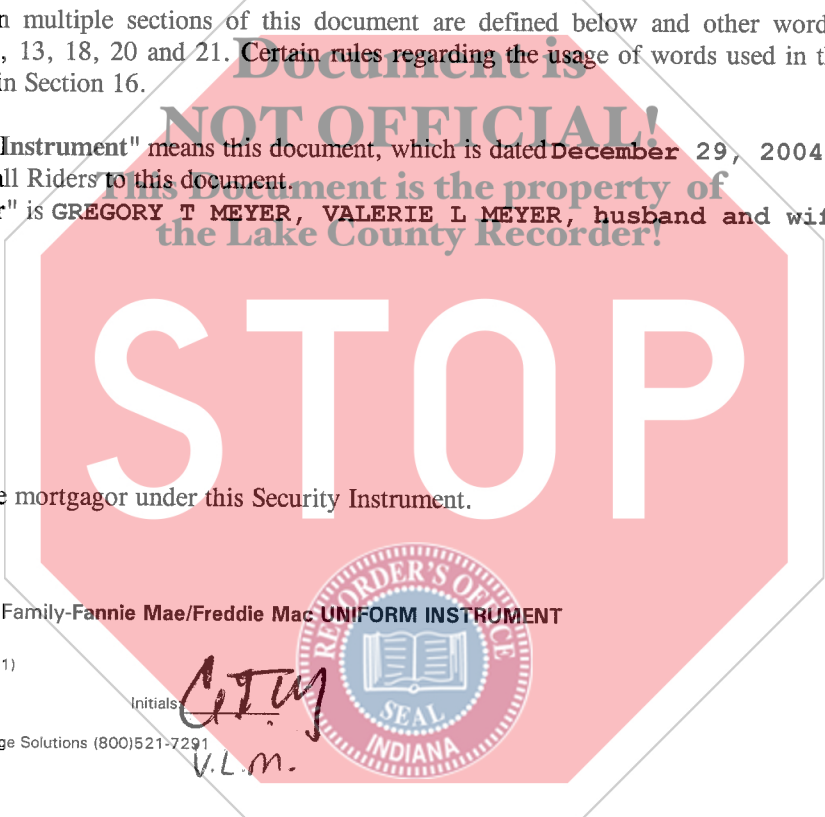 n multiple sections of this document are defined below and other word
, 13, 18, 20 and 21. Certain rules regarding the usage of words used in t
in Section 16.
Document is
NOT OFFICIAL!
This Document is the property of
the Lake County Recorder!
Instrument" means this document, which is dated December 29, 2004
ll Riders to this document.
r" is GREGORY T MEYER, VALERIE L MEYER, husband and wif
STOP
e mortgagor under this Security Instrument.
Family-Fannie Mae/Freddie Mac UNIFORM INSTRUMENT
1)
Initials: GTM
ge Solutions (800)521-7291
V.L.M.
RECORDER'S OFFICE
SEAL
INDIANA